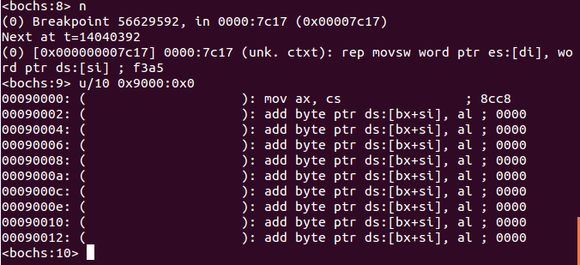 <bochs:8> n
(0) Breakpoint 56629592, in 0000:7c17 (0x00007c17)
Next at t=14040392
(0) [0x000000007c17] 0000:7c17 (unk. ctxt): rep movsw word ptr es:[di], wo
rd ptr ds:[si] ; f3a5
<bochs:9> u/10 0x9000:0x0
00090000: (                    ): mov ax, cs                ; 8cc8
00090002: (                    ): add byte ptr ds:[bx+si], al ; 0000
00090004: (                    ): add byte ptr ds:[bx+si], al ; 0000
00090006: (                    ): add byte ptr ds:[bx+si], al ; 0000
00090008: (                    ): add byte ptr ds:[bx+si], al ; 0000
0009000a: (                    ): add byte ptr ds:[bx+si], al ; 0000
0009000c: (                    ): add byte ptr ds:[bx+si], al ; 0000
0009000e: (                    ): add byte ptr ds:[bx+si], al ; 0000
00090010: (                    ): add byte ptr ds:[bx+si], al ; 0000
00090012: (                    ): add byte ptr ds:[bx+si], al ; 0000
<bochs:10>